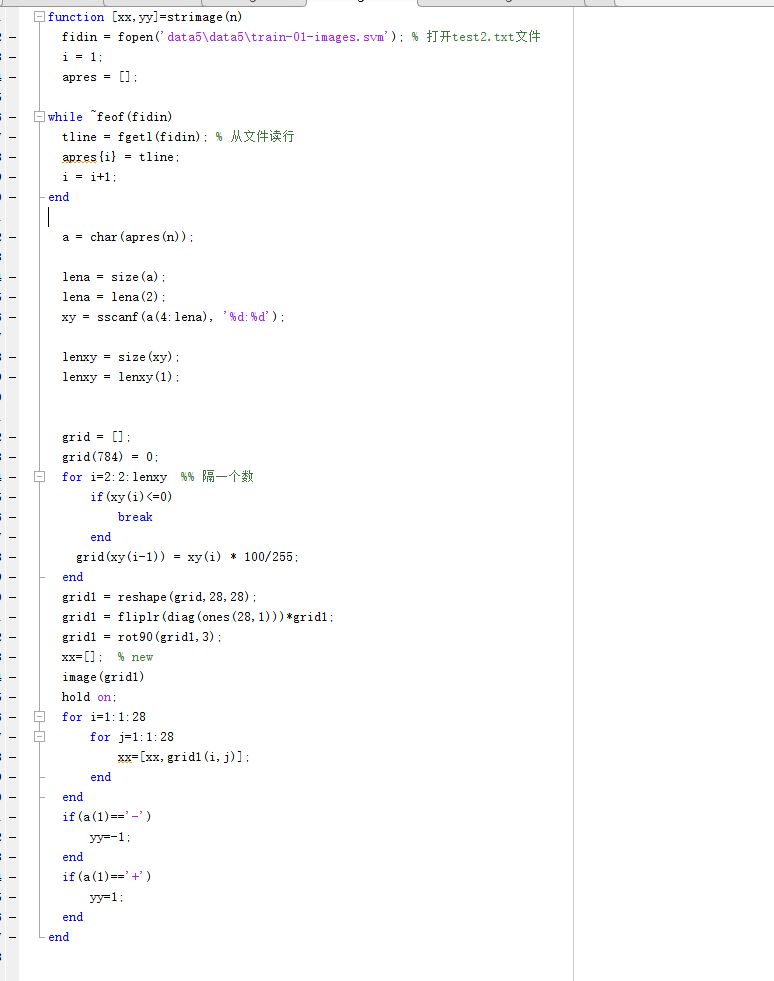 function [xx,yy]=strimage(n)
fidin = fopen('data5\data5\train-01-images.svm'); % 打开test2.txt文件
i = 1;
apres = [];
while ~feof(fidin)
tline = fgetl(fidin); % 从文件读行
apres{i} = tline;
i = i+1;
end
a = char(apres(n));
lena = size(a);
lena = lena(2);
xy = sscanf(a(4:lena), '%d:%d');
lenxy = size(xy);
lenxy = lenxy(1);
grid = [];
grid(784) = 0;
for i=2:2:lenxy %% 隔一个数
if(xy(i)<=0)
break
end
grid(xy(i-1)) = xy(i) * 100/255;
end
grid1 = reshape(grid,28,28);
grid1 = fliplr(diag(ones(28,1)))*grid1;
grid1 = rot90(grid1,3);
xx=[]; % new
image(grid1)
hold on;
for i=1:1:28
for j=1:1:28
xx=[xx,grid1(i,j)];
end
end
if(a(1)=='-')
yy=-1;
end
if(a(1)=='+')
yy=1;
end
end